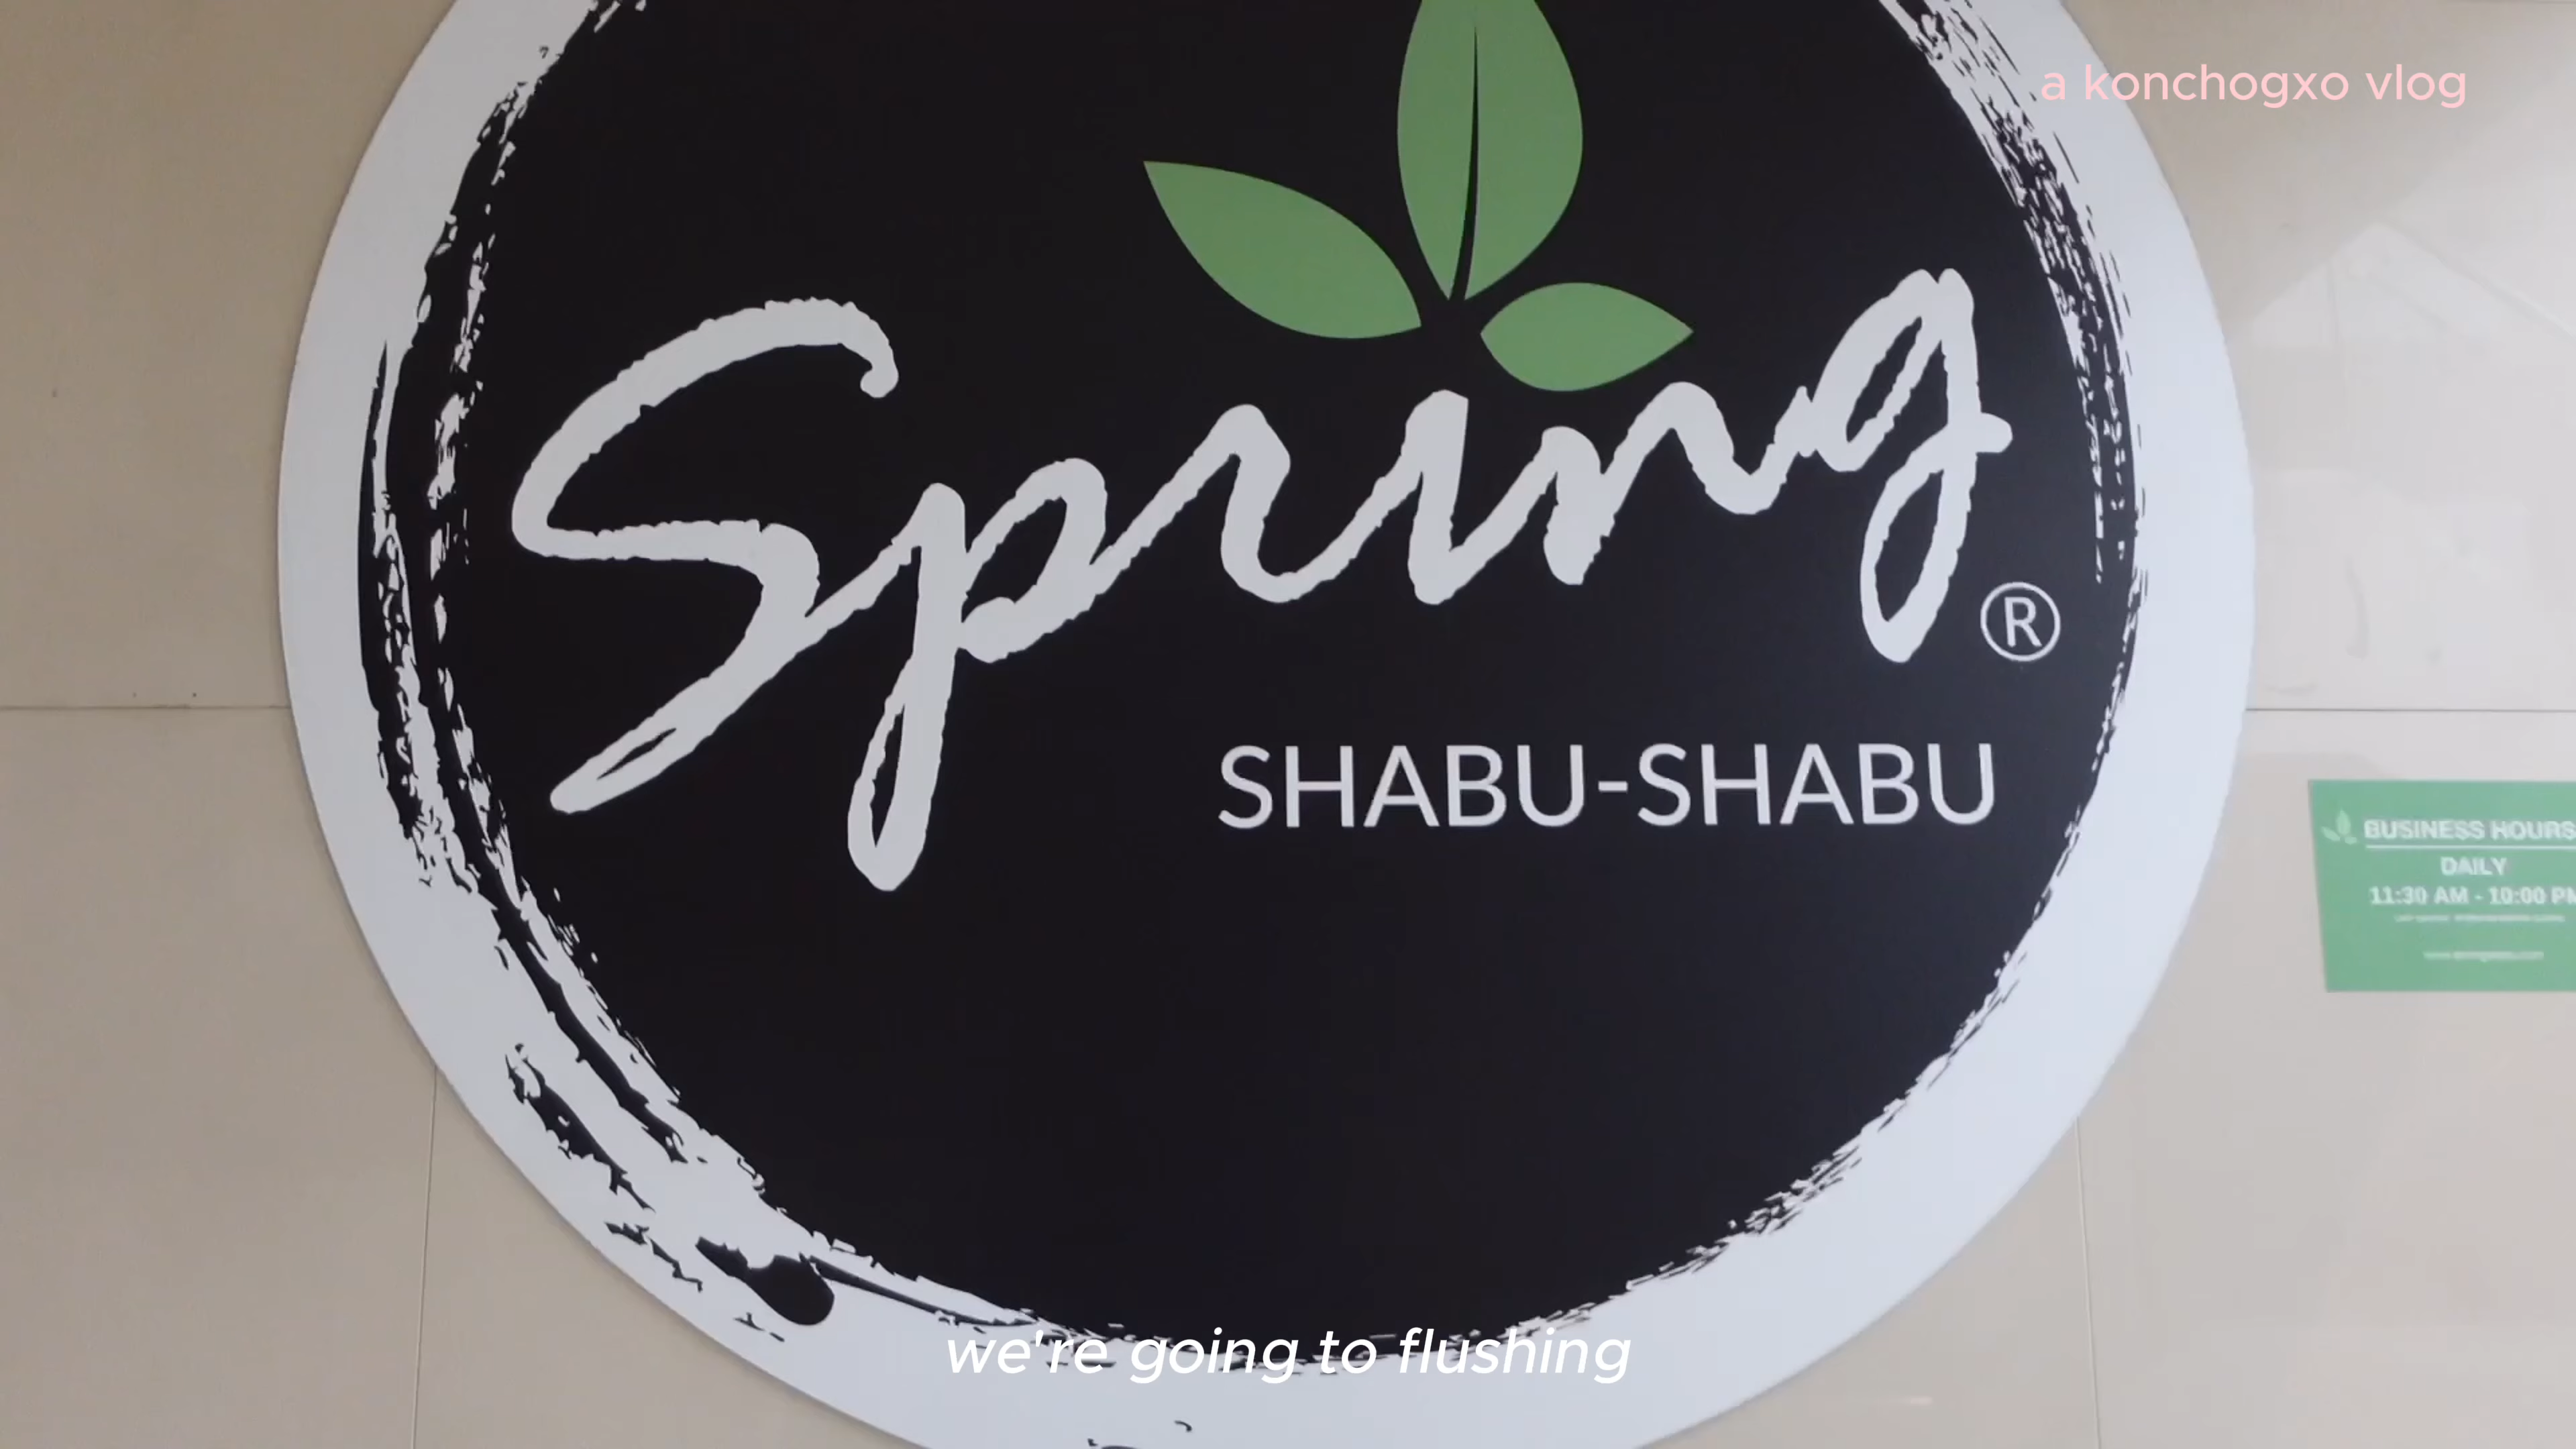 a konchogxo vlog
Spring
®
SHABU-SHABU
BUSINESS HOURS
DAILY
11:30 AM - 10:00 PM
we're going to flushing